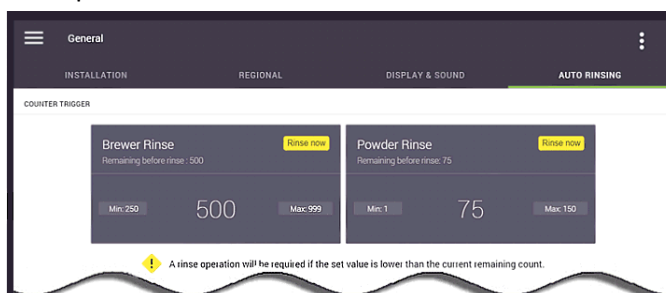 General
INSTALLATION REGIONAL DISPLAY & SOUND AUTO RINSING
COUNTER TRIGGER
Brewer Rinse Rinse now Powder Rinse Rinse now
Remaining before rinse : 500 Remaining before rinse: 75
Min: 250 500 Max: 999 Min: 1 75 Max: 150
! A rinse operation will be required if the set value is lower than the current remaining count.